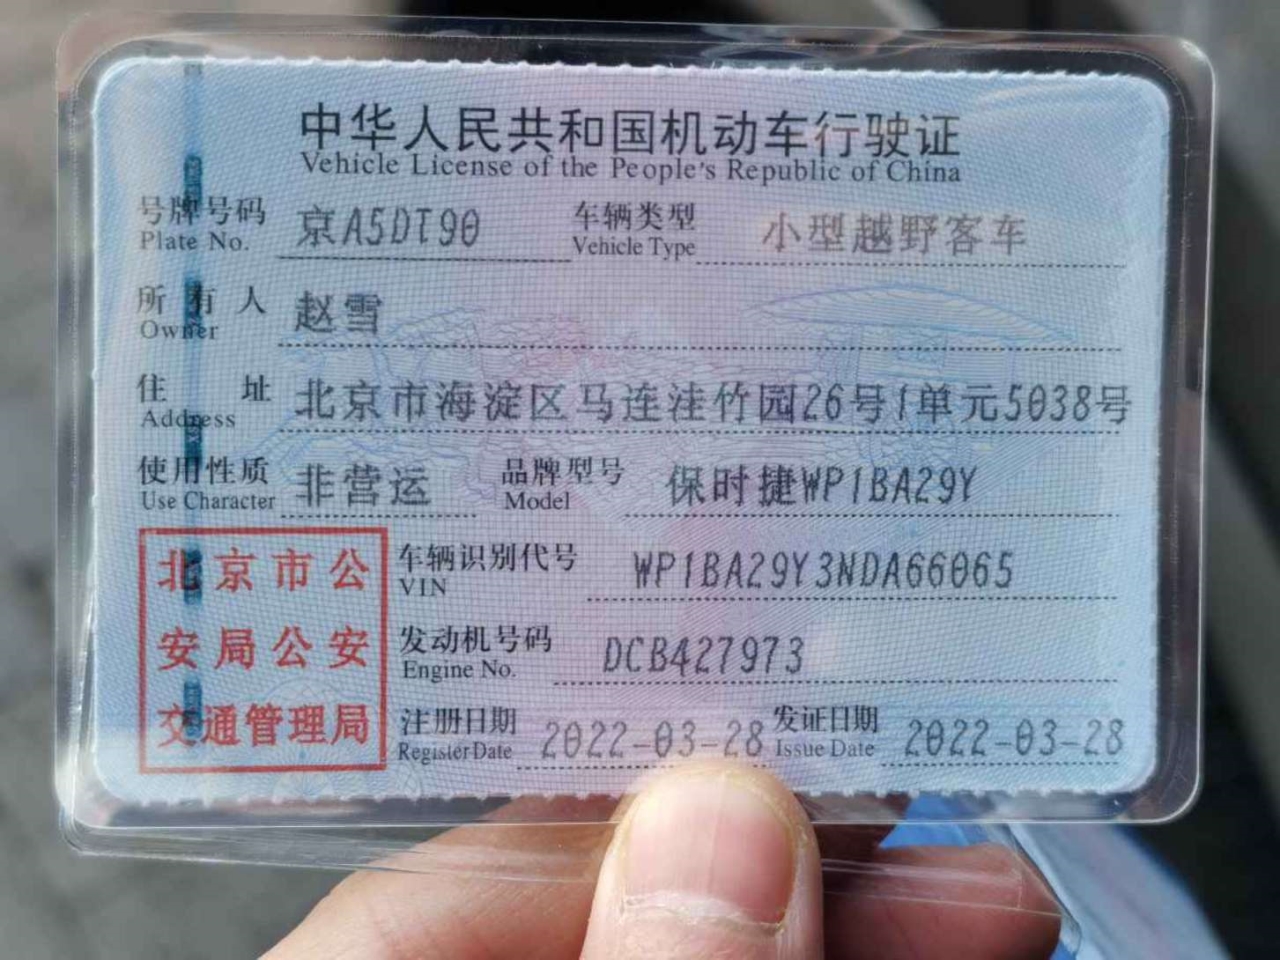 中华人民共和国机动车行驶证
Vehicle License of the People's Republic of China
号牌号码 京A5DT90 车辆类型 小型越野客车
Plate No. Vehicle Type
所有人 赵雪
Owner
住址 北京市海淀区马连洼竹园26号1单元5038号
Address
使用性质 非营运 品牌型号 保时捷WP1BA29Y
Use Character Model
北京市公
安局公安
交通管理局
车辆识别代号 WP1BA29Y3NDA66065
VIN
发动机号码 DCB427973
Engine No.
注册日期 2022-03-28 发证日期 2022-03-28
Register Date Issue Date